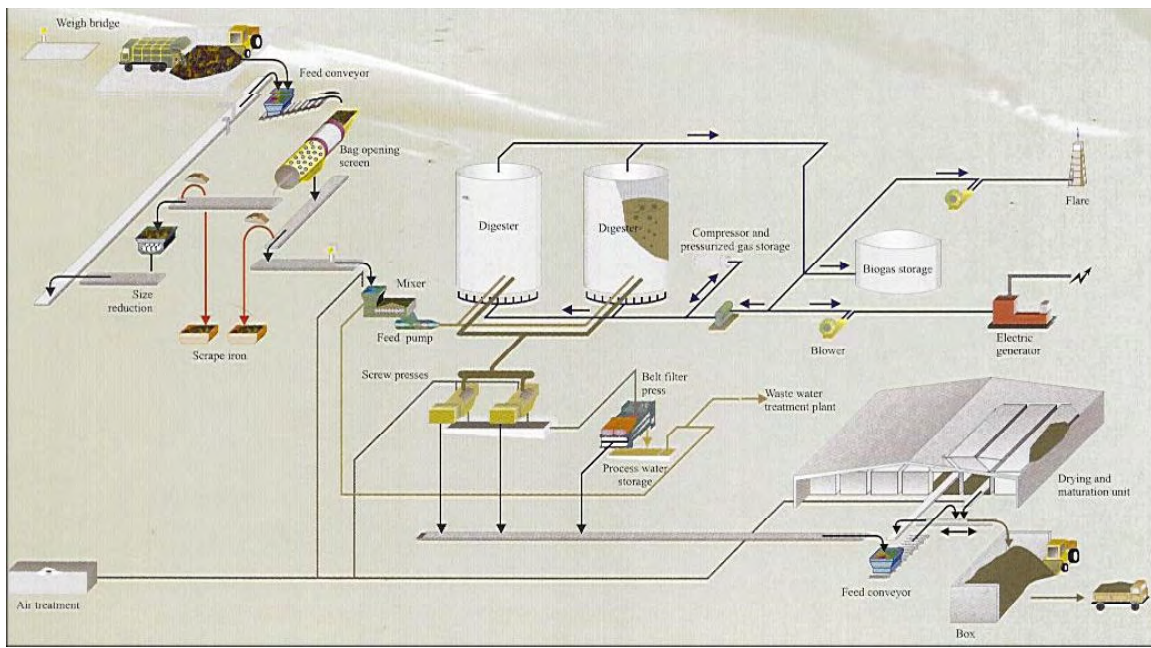 Weigh bridge
Feed conveyor
Bag opening
screen
Digester
Digester
Compressor and
pressurized gas storage
Flare
Biogas storage
Size
reduction
Mixer
Feed pump
Blower
Electric
generator
Scrape iron
Screw presses
Belt filter
press
Waste water
treatment plant
Process water
storage
Drying and
maturation unit
Air treatment
Feed conveyor
Box